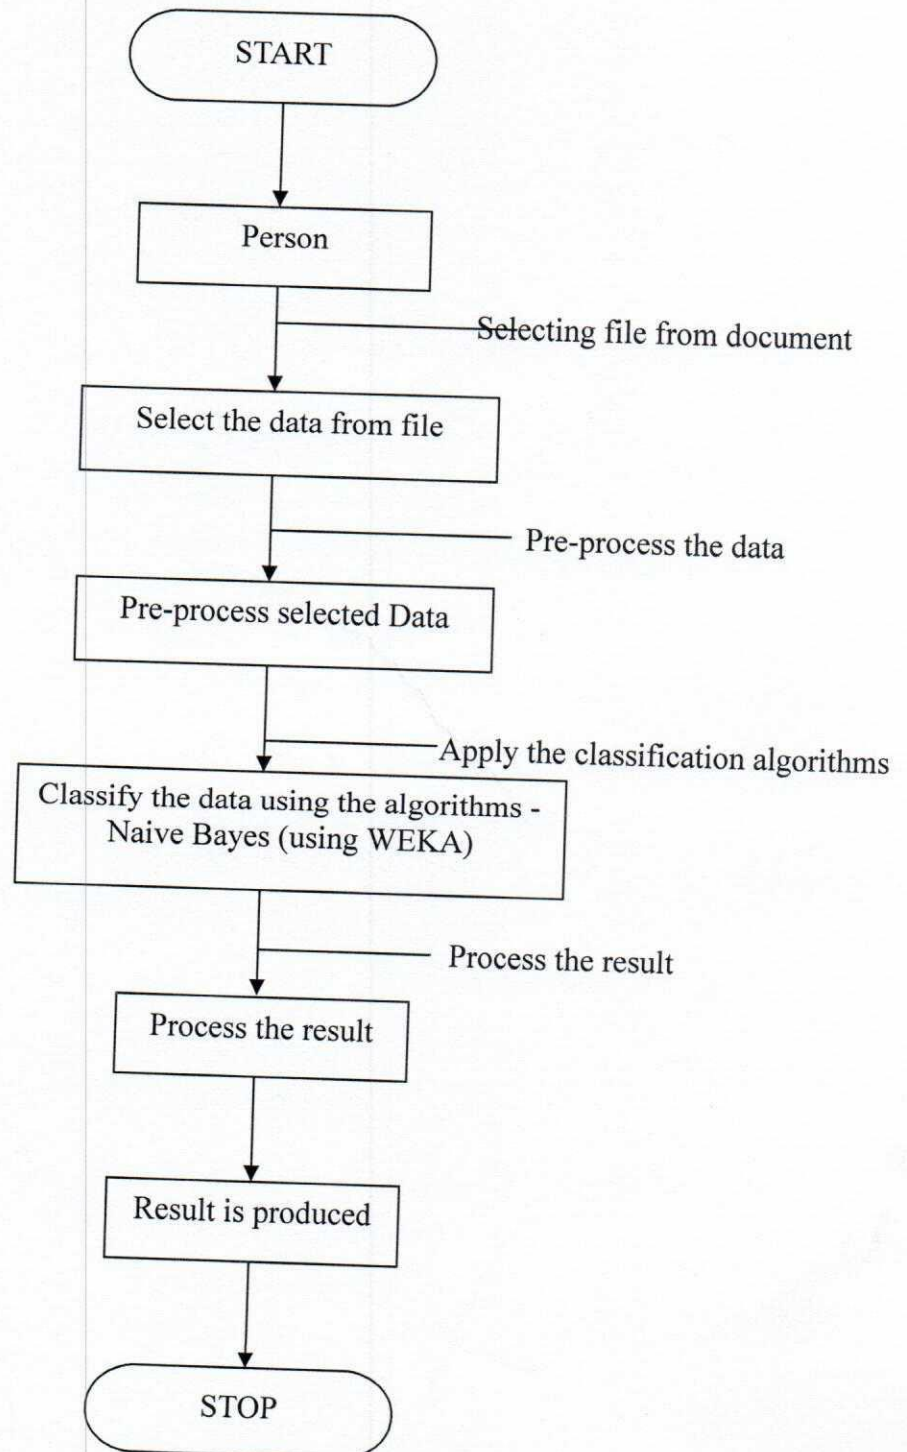 START
Person
Selecting file from document
Select the data from file
Pre-process the data
Pre-process selected Data
Apply the classification algorithms
Classify the data using the algorithms -
Naive Bayes (using WEKA)
Process the result
Process the result
Result is produced
STOP